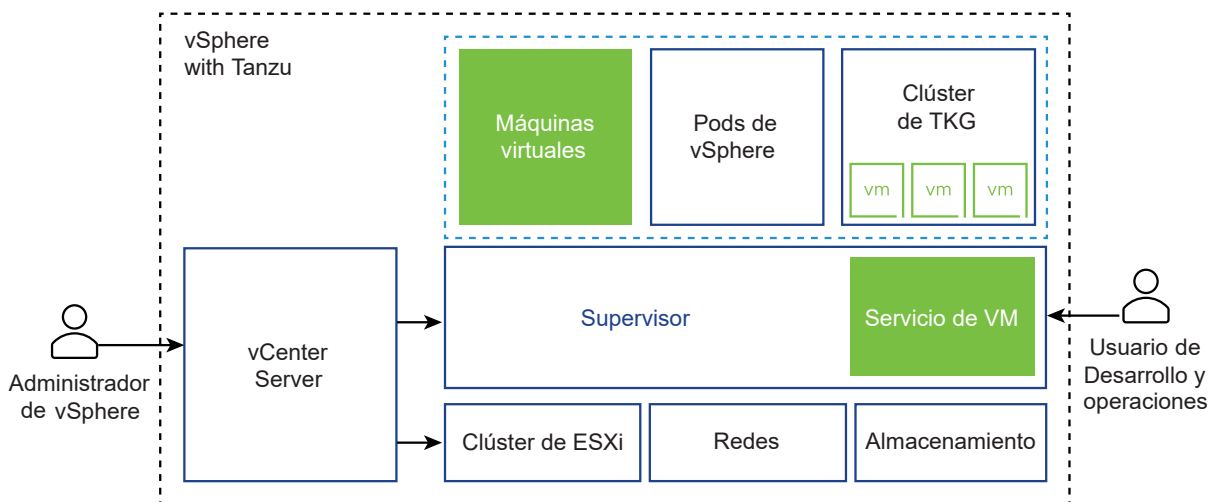 vSphere
with Tanzu
Máquinas
virtuales
Pods de
vSphere
Clúster
de TKG
vm
vm
vm
Administrador
de vSphere
vCenter
Server
Supervisor
Servicio de VM
Usuario de
Desarrollo y
operaciones
Clúster de ESXi
Redes
Almacenamiento